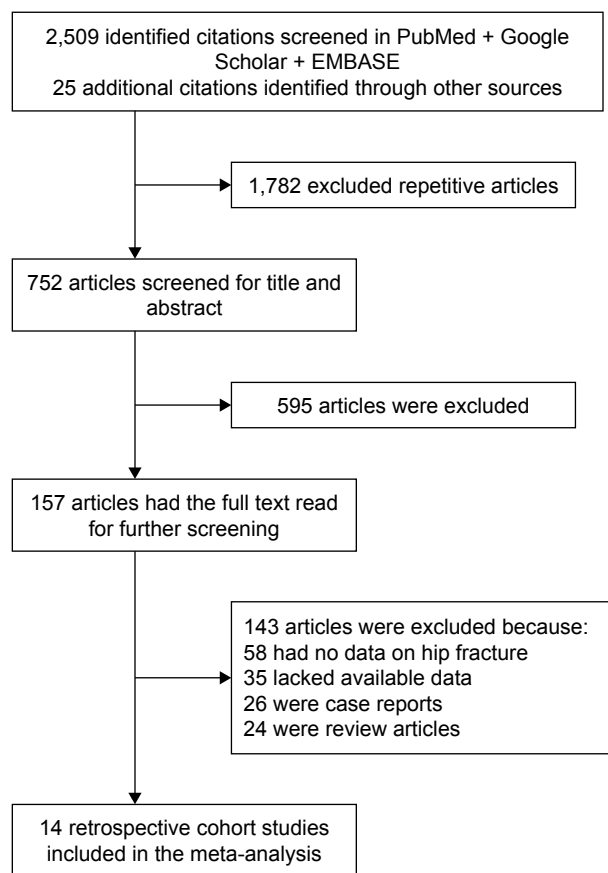 2,509 identified citations screened in PubMed + Google
Scholar + EMBASE
25 additional citations identified through other sources
1,782 excluded repetitive articles
752 articles screened for title and
abstract
595 articles were excluded
157 articles had the full text read
for further screening
143 articles were excluded because:
58 had no data on hip fracture
35 lacked available data
26 were case reports
24 were review articles
14 retrospective cohort studies
included in the meta-analysis